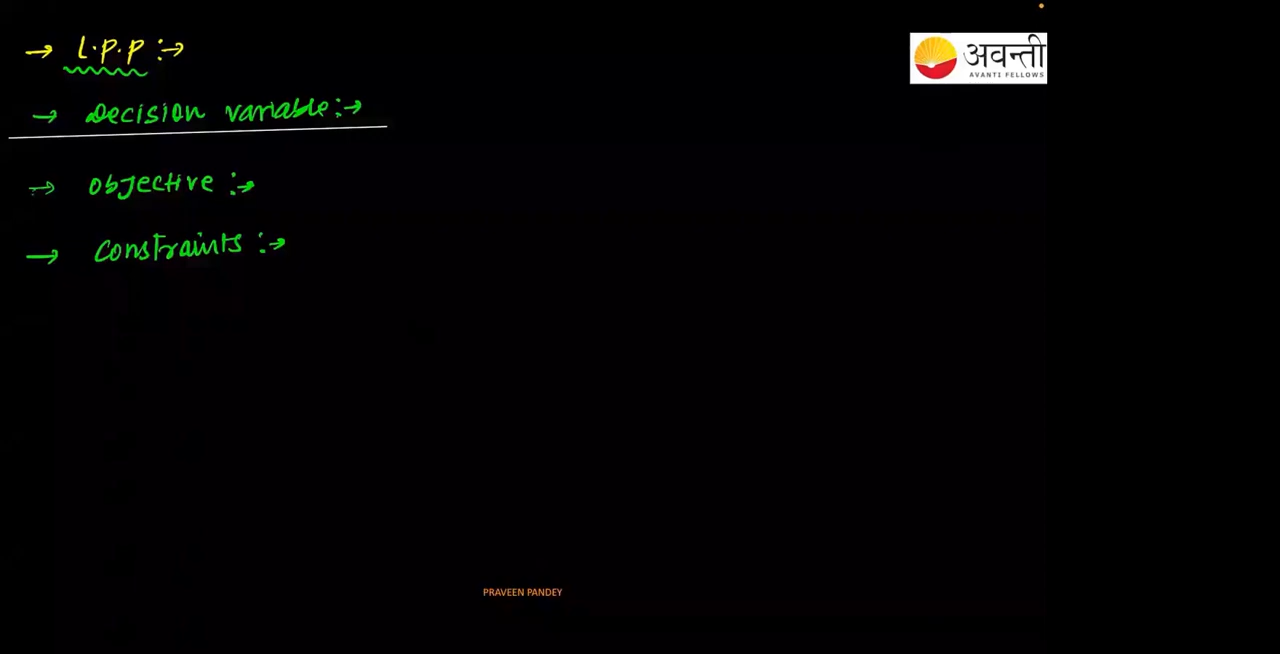 → L.P.P :→
अवन्ती
AVANTI FELLOWS
→ Decision variable :→
→ Objective :→
→ Constraints :→
PRAVEEN PANDEY